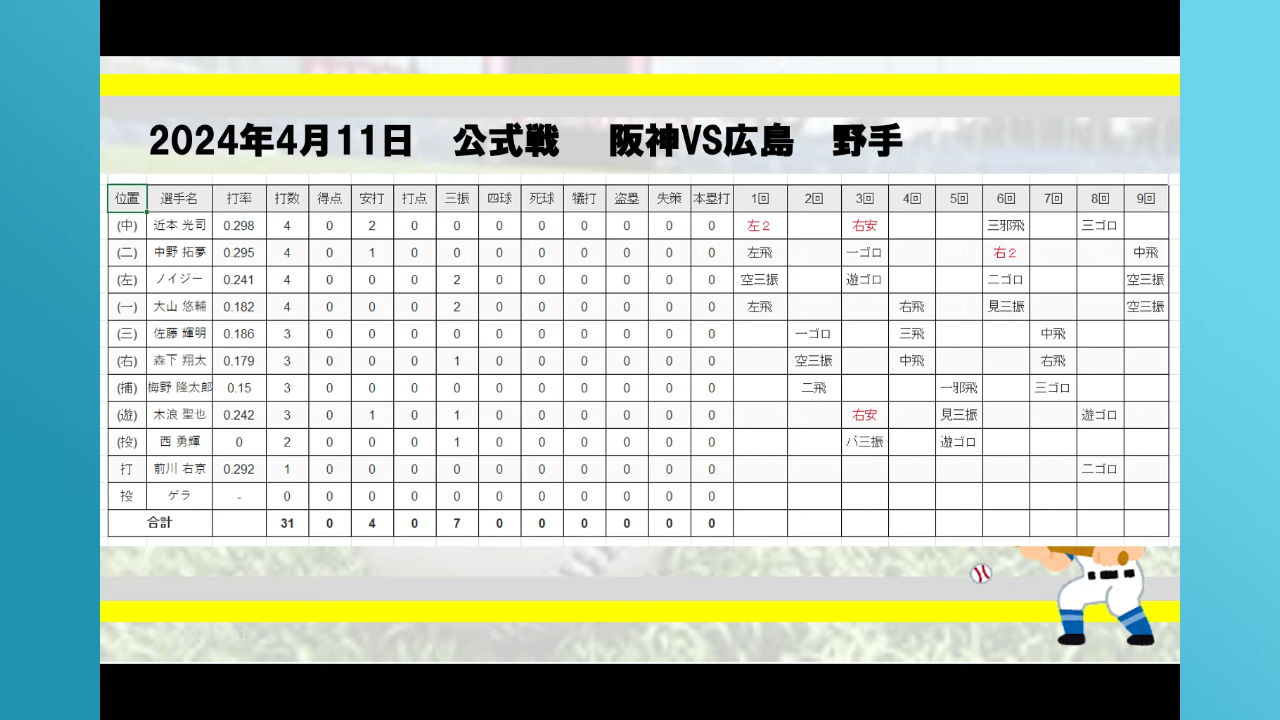 2024年4月11日 公式戦 阪神VS広島 野手
位置 選手名 打率 打数 得点 安打 打点 三振 四球 死球 犠打 盗塁 失策 本塁打 1回 2回 3回 4回 5回 6回 7回 8回 9回
(中) 近本 光司 0.298 4 0 2 0 0 0 0 0 0 0 0 左2 右安 三邪飛 三ゴロ
(二) 中野 拓夢 0.295 4 0 1 0 0 0 0 0 0 0 0 左飛 一ゴロ 右2 中飛
(左) ノイジー 0.241 4 0 0 0 2 0 0 0 0 0 0 空三振 遊ゴロ 二ゴロ 空三振
(一) 大山 悠輔 0.182 4 0 0 0 2 0 0 0 0 0 0 左飛 右飛 見三振 空三振
(三) 佐藤 輝明 0.186 3 0 0 0 0 0 0 0 0 0 0 一ゴロ 三飛 中飛
(右) 森下 翔太 0.179 3 0 0 0 1 0 0 0 0 0 0 空三振 中飛 右飛
(捕) 梅野 隆太郎 0.15 3 0 0 0 0 0 0 0 0 0 0 二飛 一邪飛 三ゴロ
(遊) 木浪 聖也 0.242 3 0 1 0 1 0 0 0 0 0 0 右安 見三振 遊ゴロ
(投) 西 勇輝 0 2 0 0 0 1 0 0 0 0 0 0 バ三振 遊ゴロ
打 前川 右京 0.292 1 0 0 0 0 0 0 0 0 0 0 二ゴロ
投 ゲラ - 0 0 0 0 0 0 0 0 0 0 0
合計 31 0 4 0 7 0 0 0 0 0 0